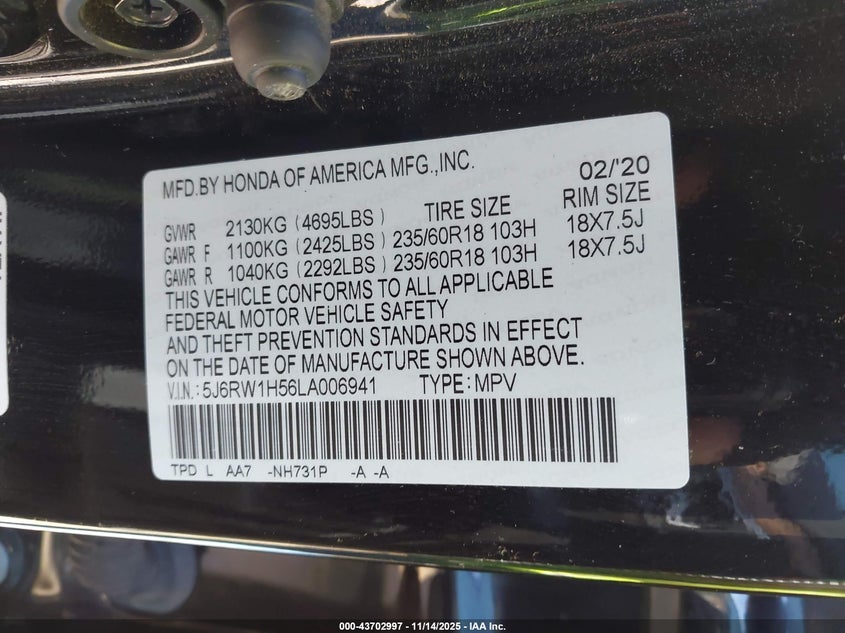 MFD.BY HONDA OF AMERICA MFG.,INC. 02/'20
GVWR 2130KG (4695LBS) TIRE SIZE RIM SIZE
GAWR F 1100KG (2425LBS) 235/60R18 103H 18X7.5J
GAWR R 1040KG (2292LBS) 235/60R18 103H 18X7.5J
THIS VEHICLE CONFORMS TO ALL APPLICABLE
FEDERAL MOTOR VEHICLE SAFETY
AND THEFT PREVENTION STANDARDS IN EFFECT
ON THE DATE OF MANUFACTURE SHOWN ABOVE.
V.I.N.:5J6RW1H56LA006941 TYPE:MPV
TPD L AA7 -NH731P -A -A
000-43702997 - 11/14/2025 - IAA Inc.